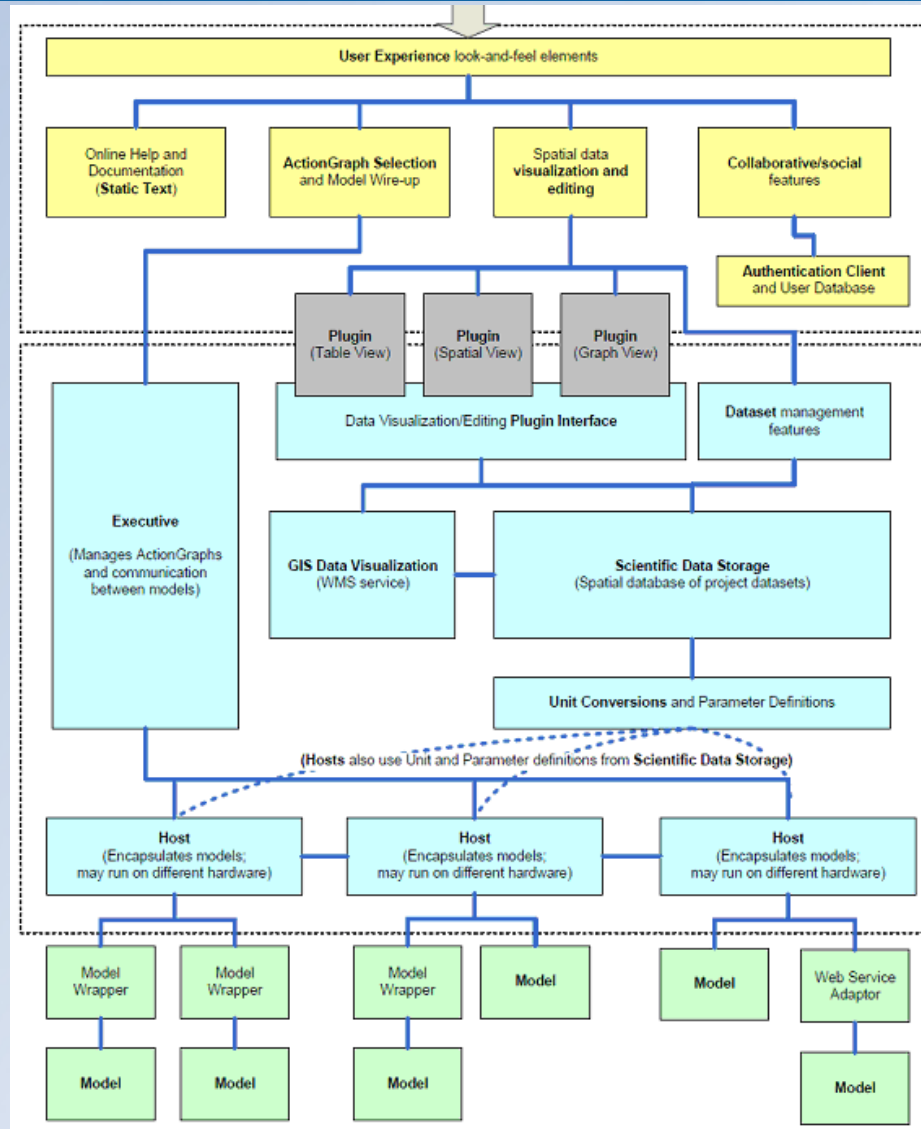 User Experience look-and-feel elements
Online Help and
Documentation
(Static Text)
ActionGraph Selection
and Model Wire-up
Spatial data
visualization and
editing
Collaborative/social
features
Authentication Client
and User Database
Plugin
(Table View)
Plugin
(Spatial View)
Plugin
(Graph View)
Data Visualization/Editing Plugin Interface
Dataset management
features
Executive
(Manages ActionGraphs
and communication
between models)
GIS Data Visualization
(WMS service)
Scientific Data Storage
(Spatial database of project datasets)
Unit Conversions and Parameter Definitions
(Hosts also use Unit and Parameter definitions from Scientific Data Storage)
Host
(Encapsulates models;
may run on different hardware)
Host
(Encapsulates models;
may run on different hardware)
Host
(Encapsulates models;
may run on different hardware)
Model
Wrapper
Model
Wrapper
Model
Wrapper
Model
Model
Web Service
Adaptor
Model
Model
Model
Model